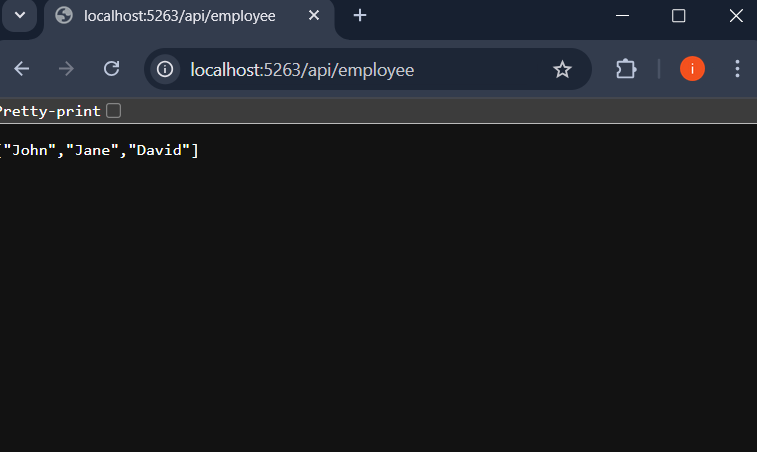 localhost:5263/api/employee
localhost:5263/api/employee
i
Pretty-print
["John","Jane","David"]